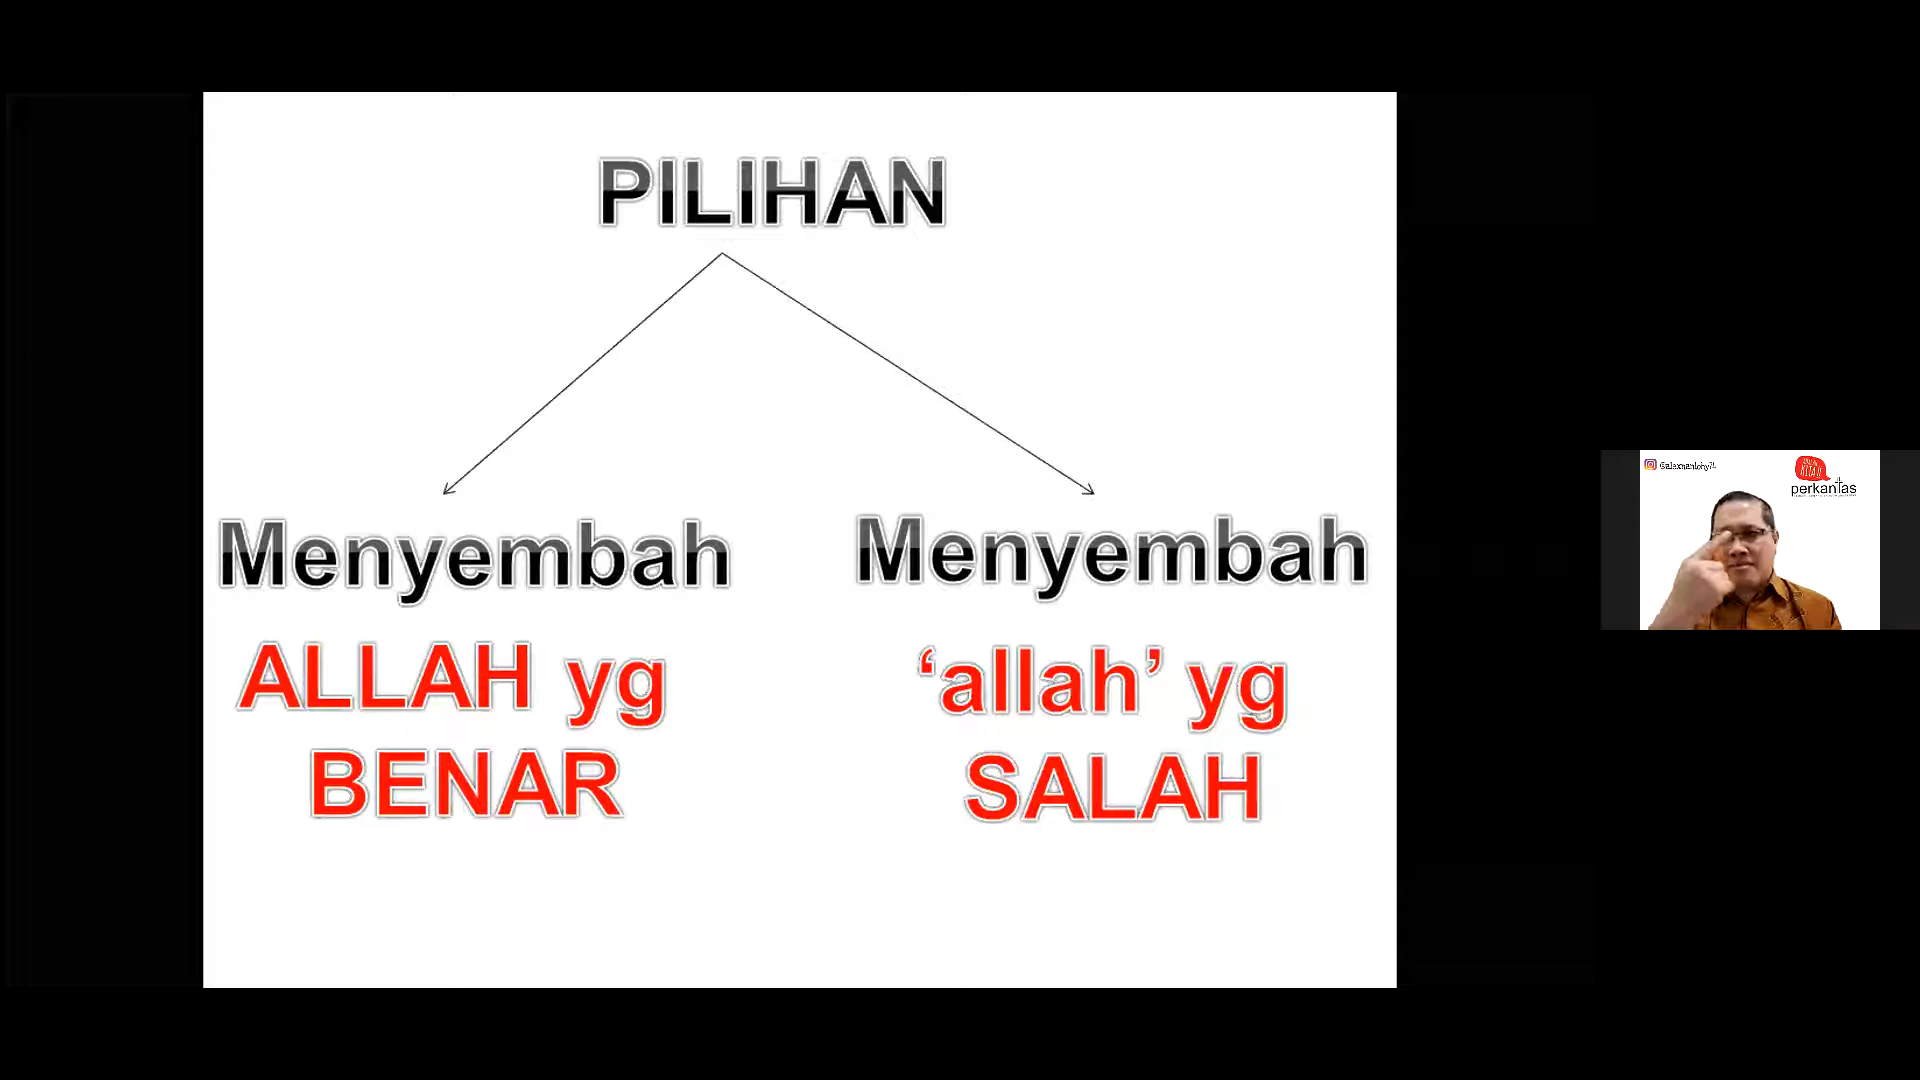 PILIHAN
Menyembah
ALLAH yg
BENAR
Menyembah
‘allah’ yg
SALAH
perkantas